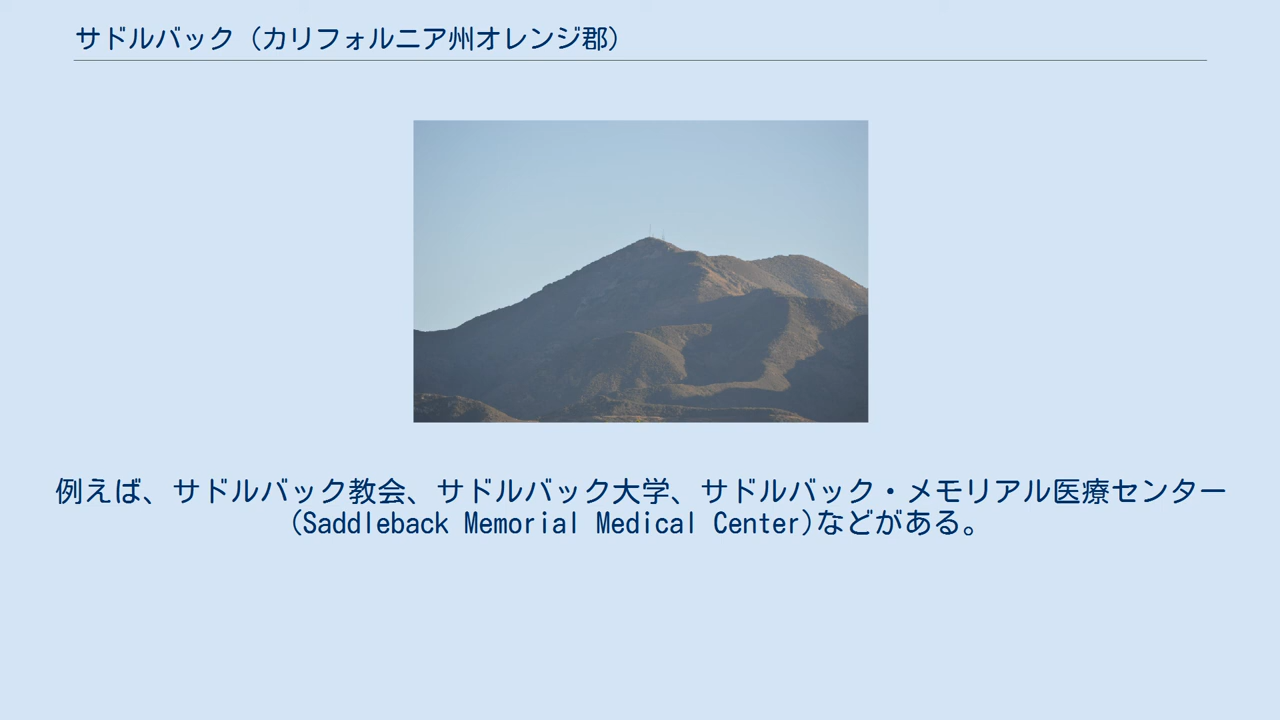 サドルバック（カリフォルニア州オレンジ郡）
例えば、サドルバック教会、サドルバック大学、サドルバック・メモリアル医療センター
(Saddleback Memorial Medical Center)などがある。